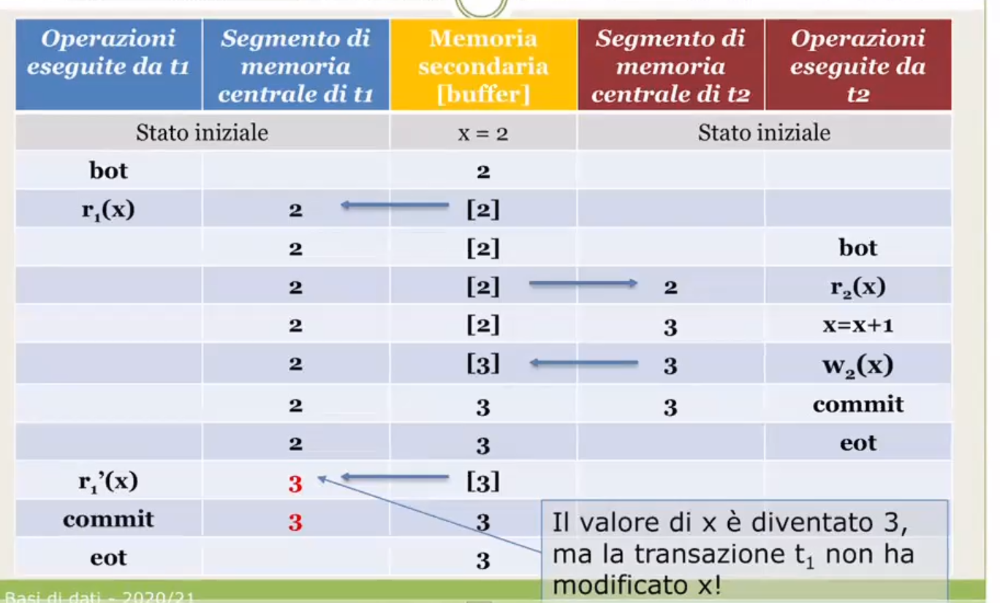 Operazioni eseguite da t1 Segmento di memoria centrale di t1 Memoria secondaria [buffer] Segmento di memoria centrale di t2 Operazioni eseguite da t2
Stato iniziale x = 2 Stato iniziale
bot 2
r₁(x) 2 [2]
2 [2] bot
2 [2] 2 r₂(x)
2 [2] 3 x=x+1
2 [3] 3 w₂(x)
2 3 3 commit
2 3 eot
r₁’(x) 3 [3]
commit 3 3
eot 3
Il valore di x è diventato 3,
ma la transazione t₁ non ha
modificato x!
Basi di dati - 2020/21